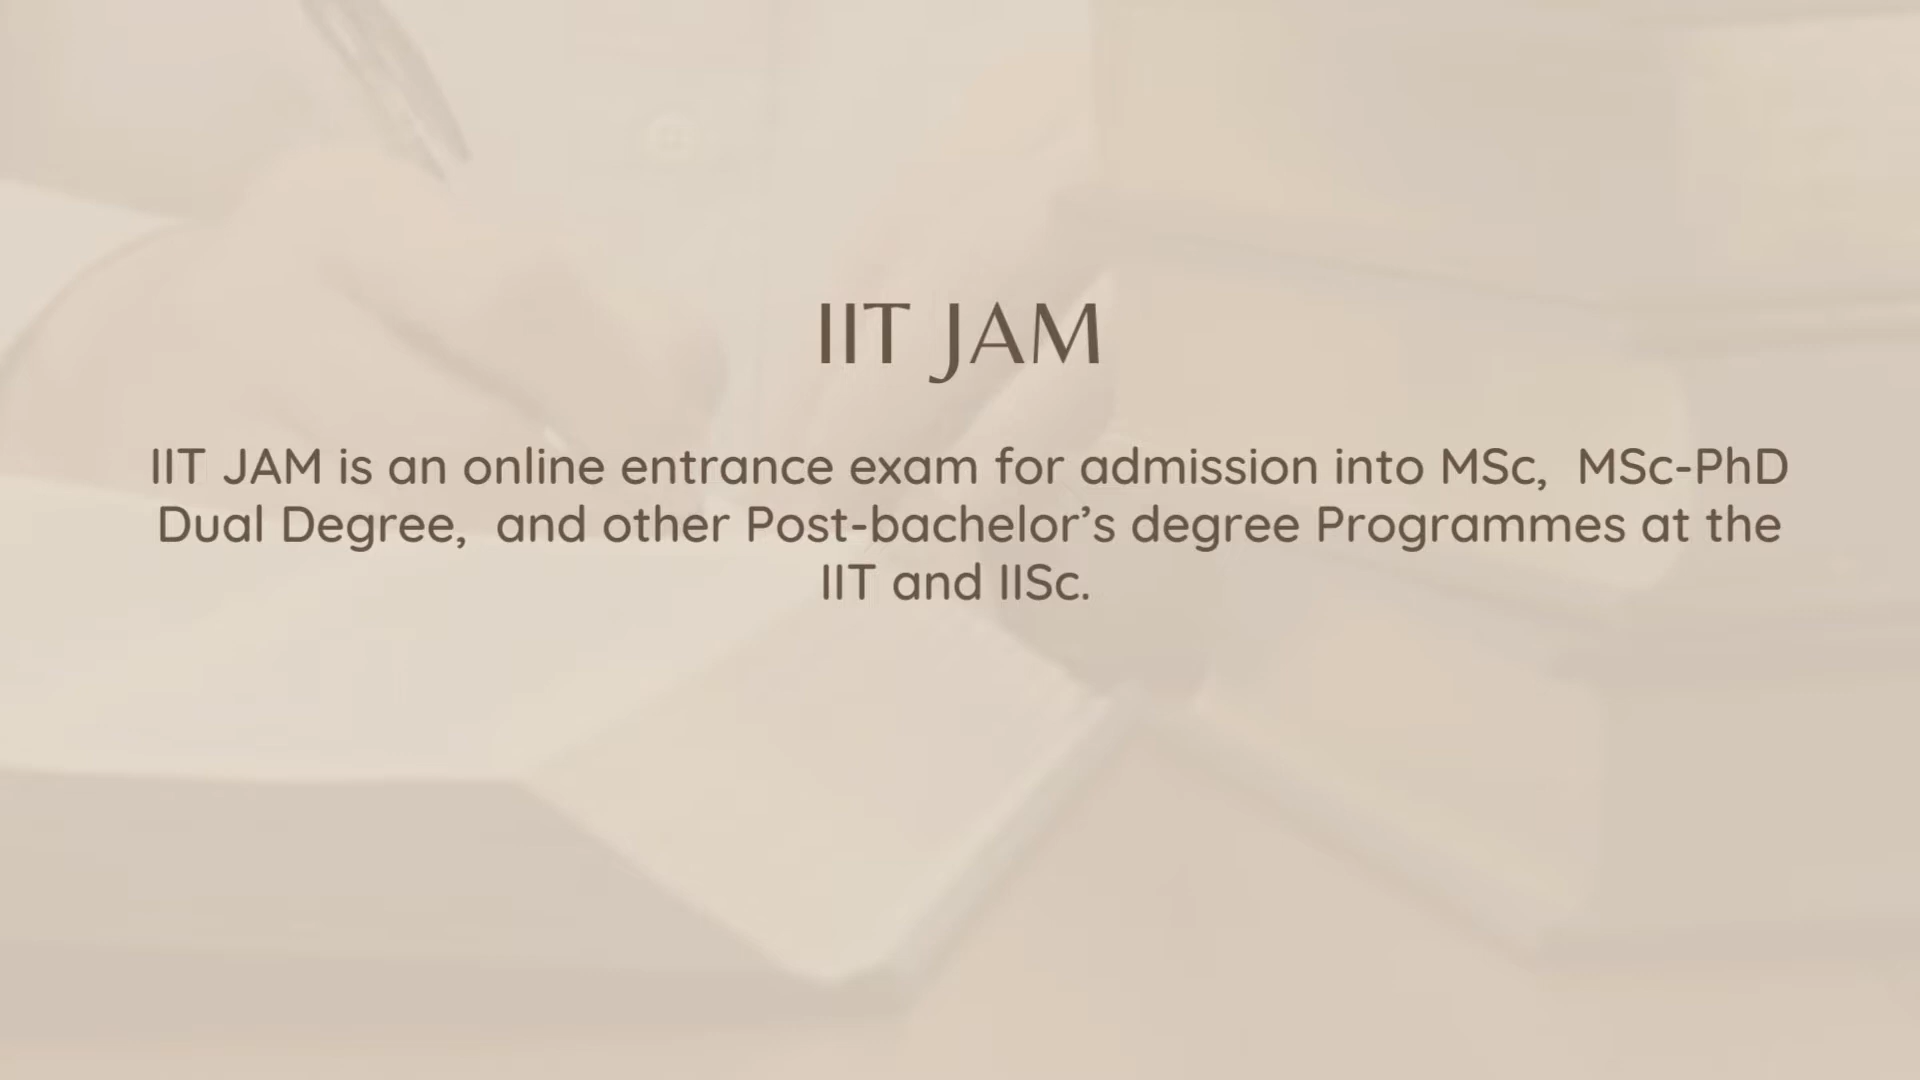 IIT JAM
IIT JAM is an online entrance exam for admission into MSc,  MSc-PhD
Dual Degree,  and other Post-bachelor’s degree Programmes at the
IIT and IISc.